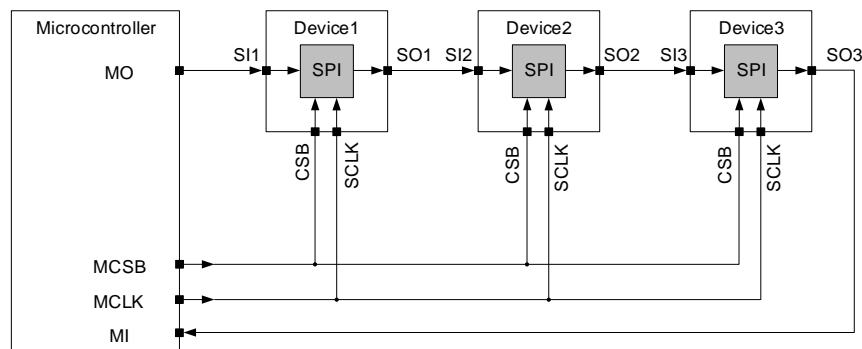 Microcontroller
Device1
Device2
Device3
MO
SI1
SPI
SO1
SI2
SPI
SO2
SI3
SPI
SO3
CSB
SCLK
CSB
SCLK
CSB
SCLK
MCSB
MCLK
MI